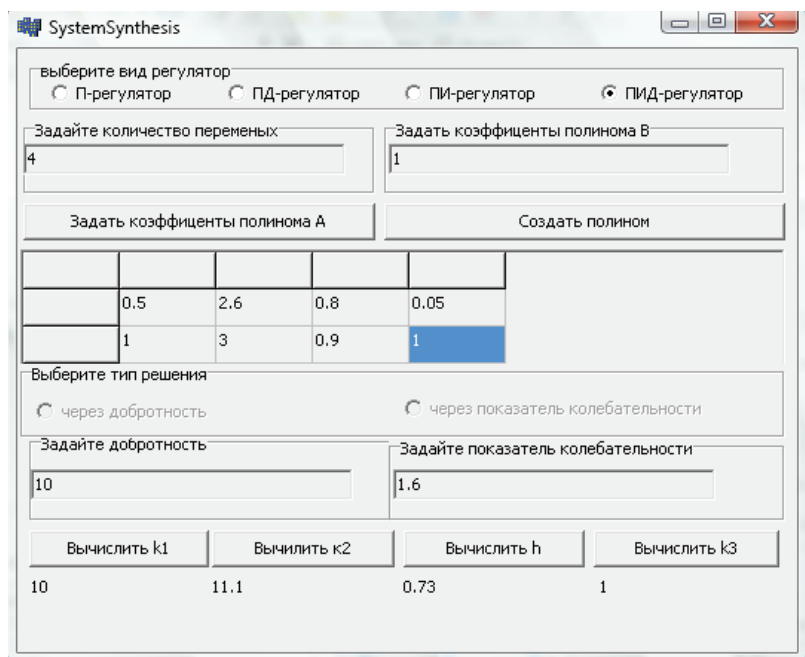 SystemSynthesis
выберите вид регулятор
П-регулятор ПД-регулятор ПИ-регулятор ПИД-регулятор
Задайте количество переменых Задать коэффиценты полинома В
4 1
Задать коэффиценты полинома А Создать полином
0.5 2.6 0.8 0.05
1 3 0.9 1
Выберите тип решения
через добротность через показатель колебательности
Задайте добротность Задайте показатель колебательности
10 1.6
Вычислить k1 Вычилить к2 Вычислить h Вычислить k3
10 11.1 0.73 1